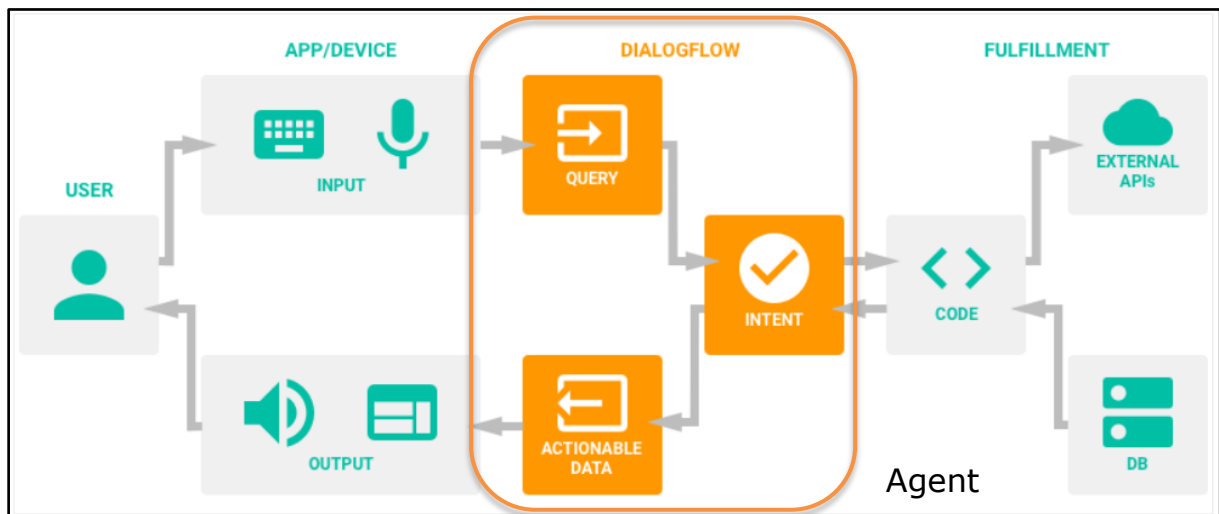 APP/DEVICE
DIALOGFLOW
FULFILLMENT
USER
INPUT
QUERY
EXTERNAL
APIs
INTENT
CODE
OUTPUT
ACTIONABLE
DATA
DB
Agent